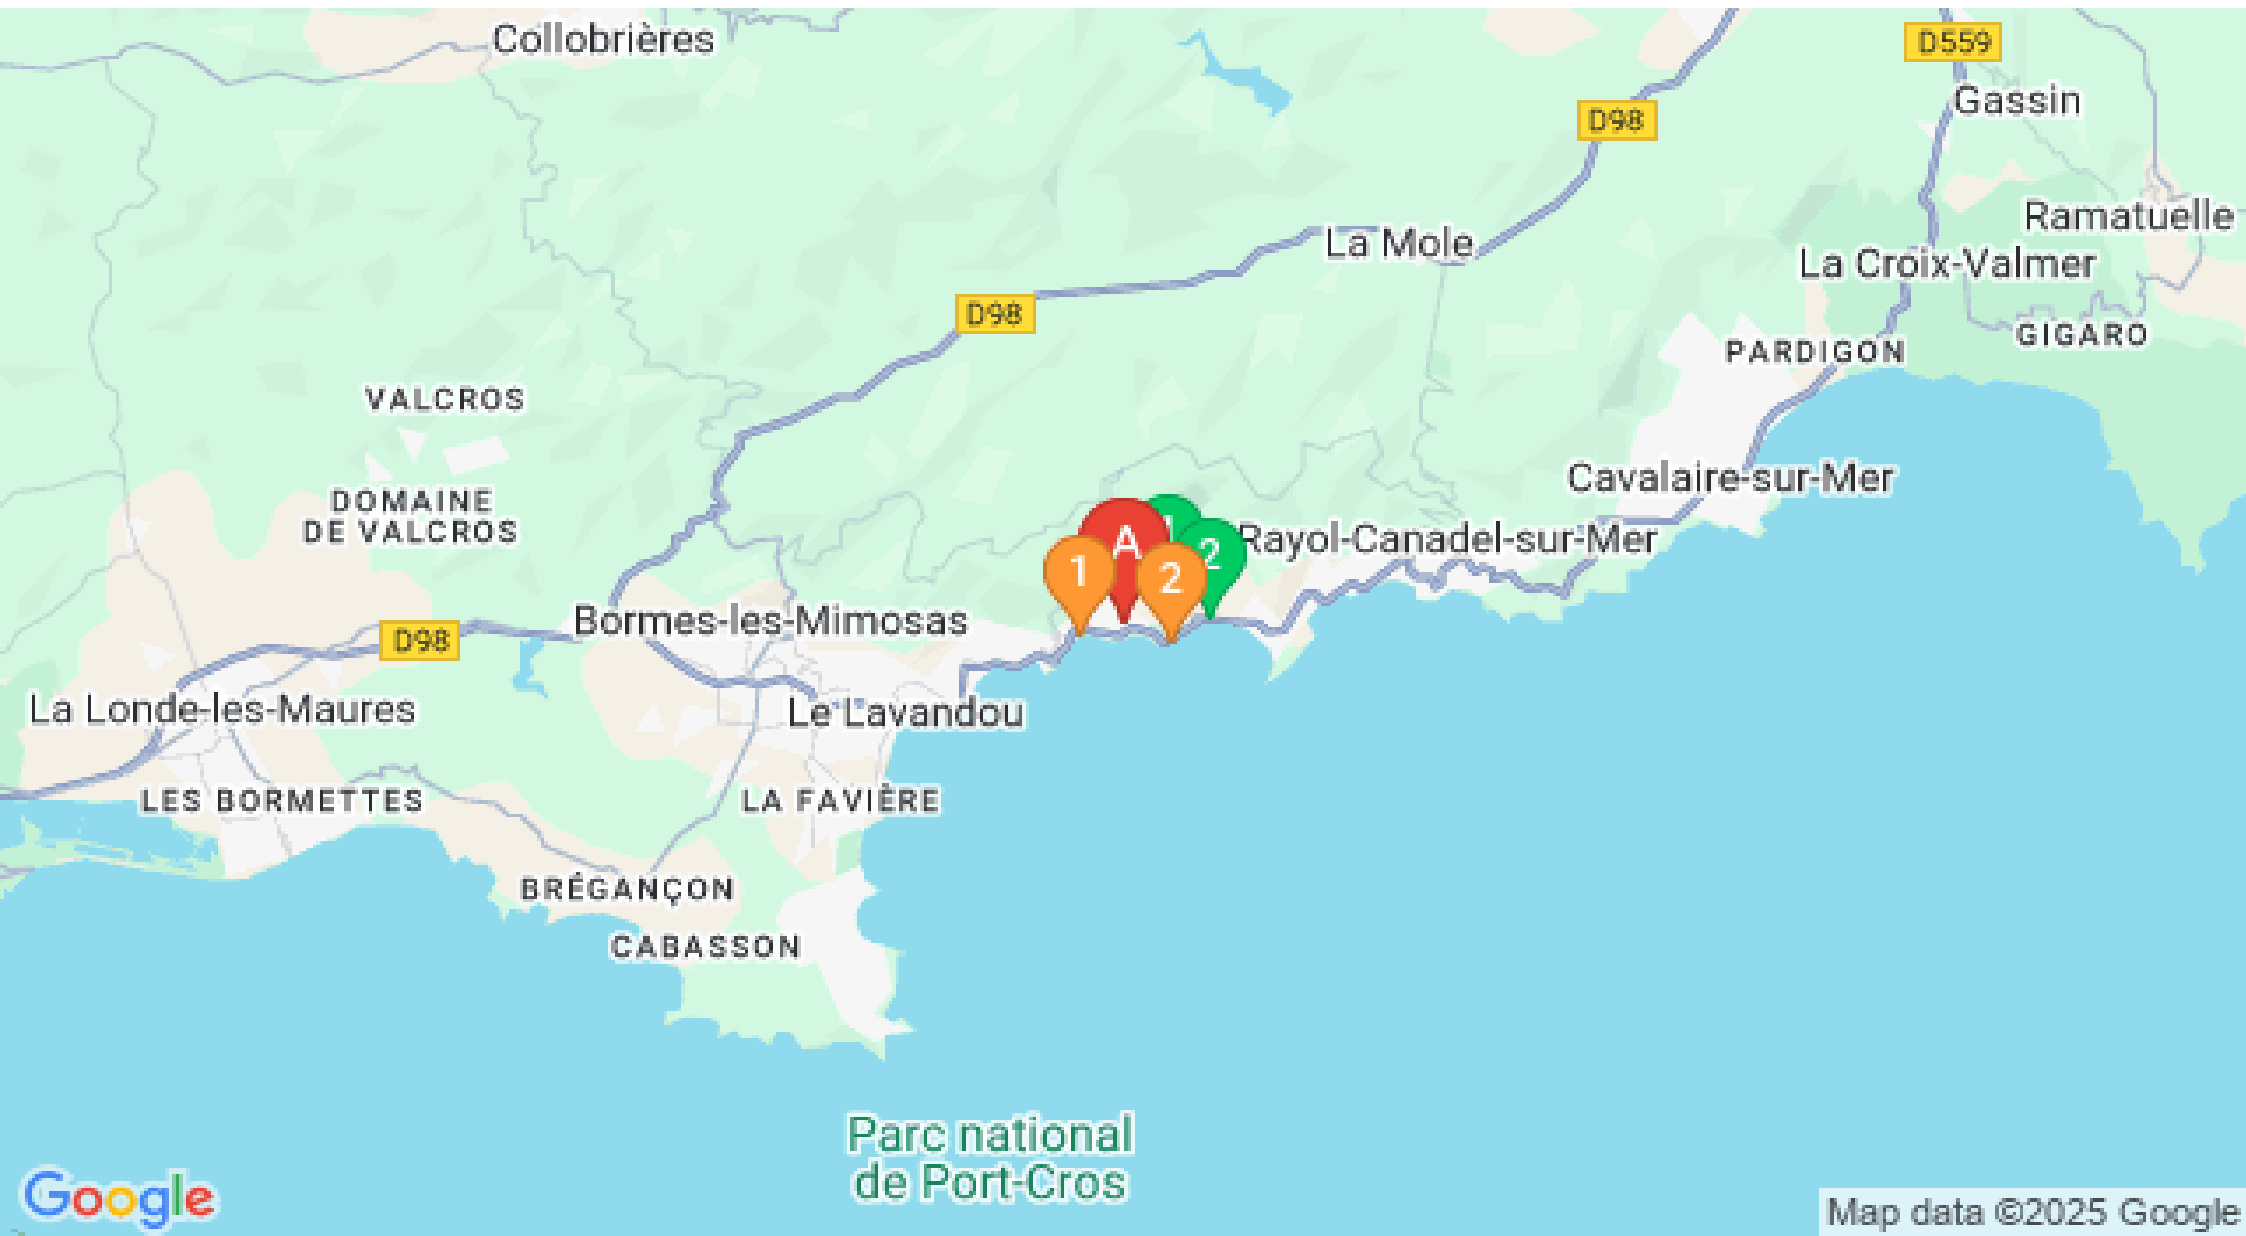 Collobrières
D559
Gassin
D98
Ramatuelle
La Mole
La Croix-Valmer
D98
GIGARO
PARDIGON
VALCROS
Cavalaire-sur-Mer
DOMAINE
DE VALCROS
A
1
2
Rayol-Canadel-sur-Mer
1
2
Bormes-les-Mimosas
D98
La Londe-les-Maures
Le Lavandou
LES BORMETTES
LA FAVIÈRE
BRÉGANÇON
CABASSON
Parc national
de Port-Cros
Google
Map data ©2025 Google